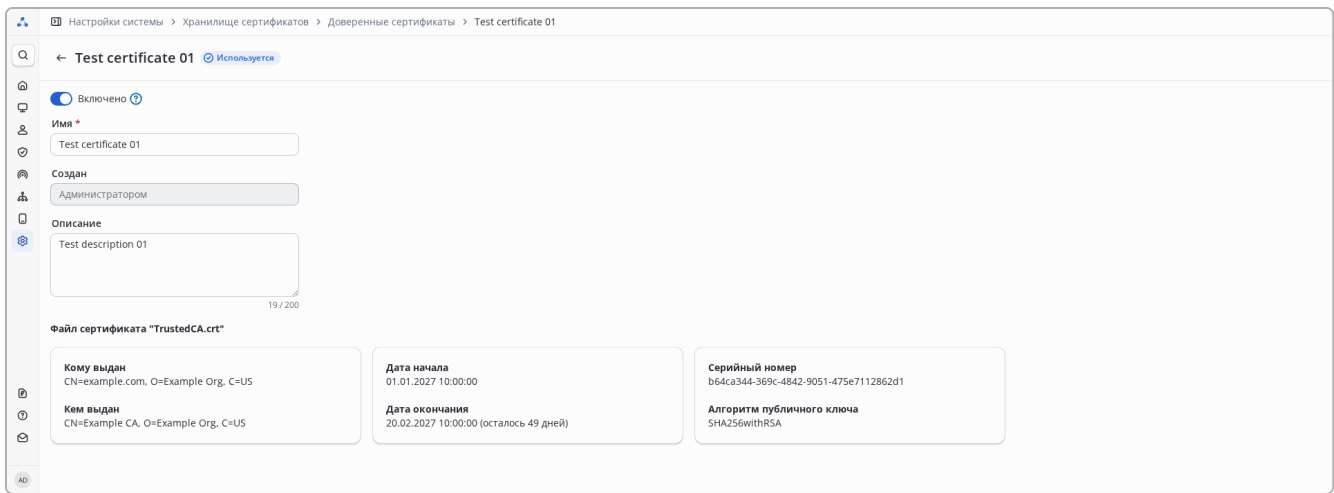 Настройки системы > Хранилище сертификатов > Доверенные сертификаты > Test certificate 01
← Test certificate 01 Используется
Включено ?
Имя *
Test certificate 01
Создан
Администратором
Описание
Test description 01
19 / 200
Файл сертификата "TrustedCA.crt"
Кому выдан
CN=example.com, O=Example Org, C=US
Кем выдан
CN=Example CA, O=Example Org, C=US
Дата начала
01.01.2027 10:00:00
Дата окончания
20.02.2027 10:00:00 (осталось 49 дней)
Серийный номер
b64ca344-369c-4842-9051-475e7112862d1
Алгоритм публичного ключа
SHA256withRSA
AD